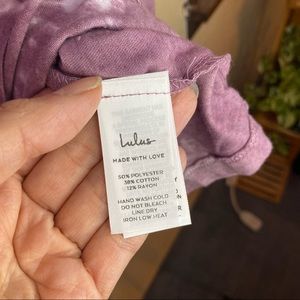 Lulus
MADE WITH LOVE
50% POLYESTER
38% COTTON
12% RAYON
HAND WASH COLD
DO NOT BLEACH
LINE DRY
IRON LOW HEAT